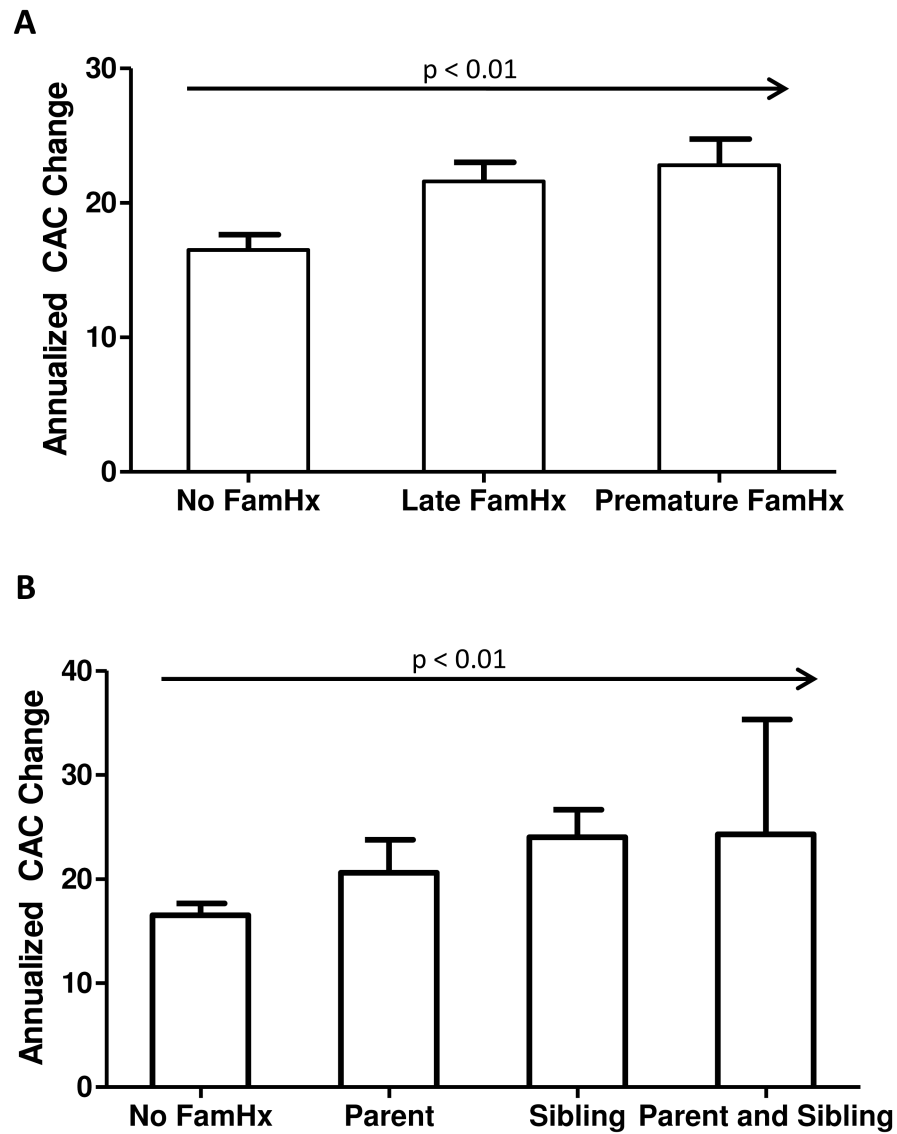 A
p < 0.01
30
20
10
0
Annualized CAC Change
No FamHx Late FamHx Premature FamHx
B
p < 0.01
40
30
20
10
0
Annualized CAC Change
No FamHx Parent Sibling Parent and Sibling